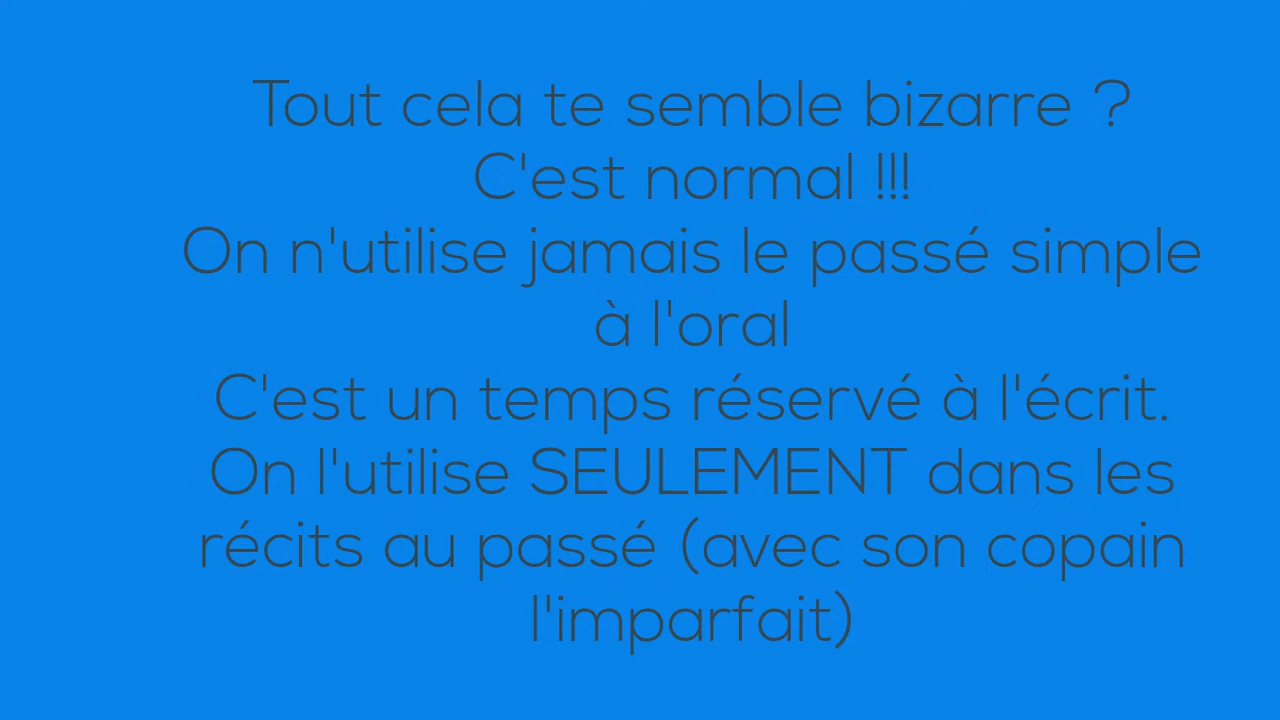 Tout cela te semble bizarre ?
C'est normal !!!
On n'utilise jamais le passé simple
à l'oral
C'est un temps réservé à l'écrit.
On l'utilise SEULEMENT dans les
récits au passé (avec son copain
l'imparfait)